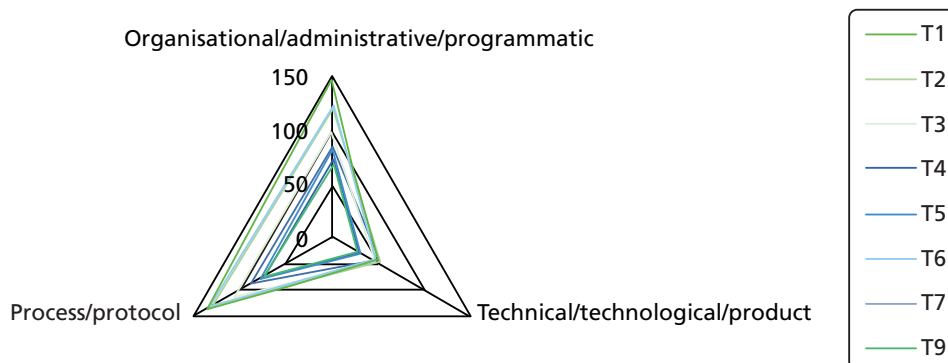 Organisational/administrative/programmatic
150
100
50
0
Process/protocol
Technical/technological/product
T1
T2
T3
T4
T5
T6
T7
T9